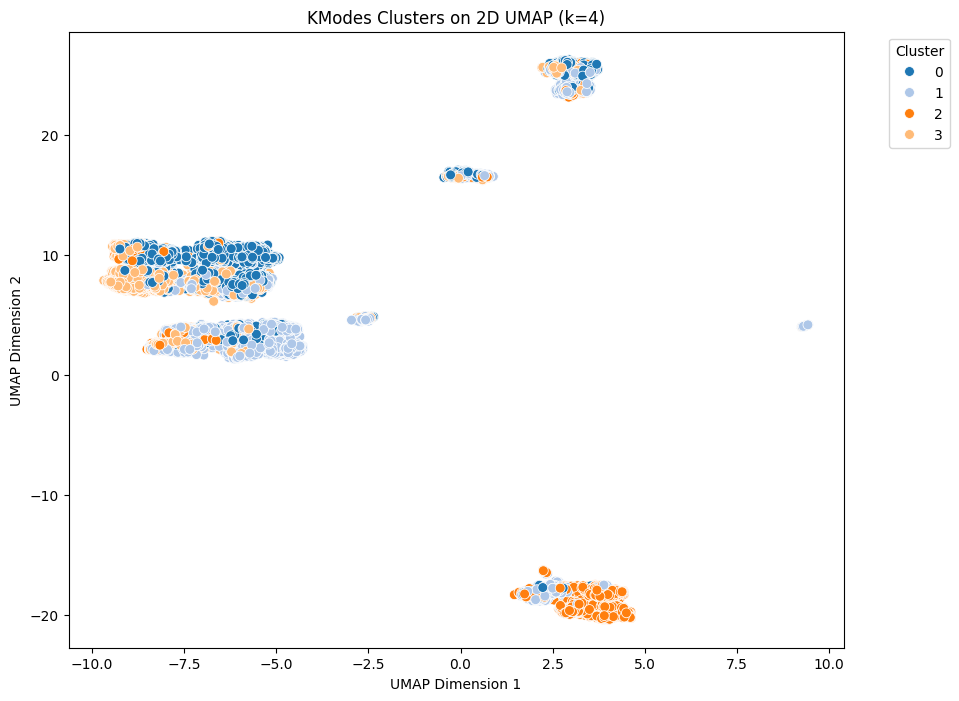 KModes Clusters on 2D UMAP (k=4)
Cluster
0
1
2
3
20
10
0
−10
−20
UMAP Dimension 2
−10.0 −7.5 −5.0 −2.5 0.0 2.5 5.0 7.5 10.0
UMAP Dimension 1